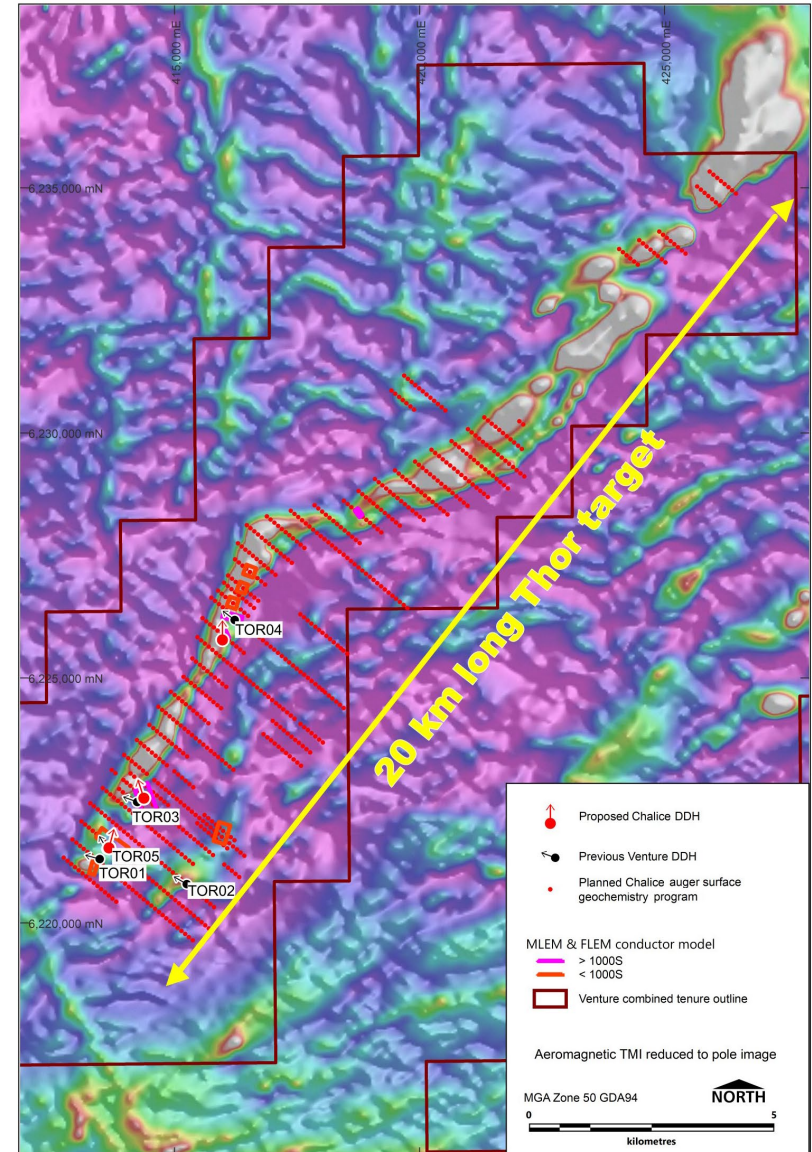 415,000 mE
420,000 mE
425,000 mE
6,235,000 mN
6,230,000 mN
6,225,000 mN
6,220,000 mN
20 km long Thor target
TOR04
TOR03
TOR05
TOR01
TOR02
Proposed Chalice DDH
Previous Venture DDH
Planned Chalice auger surface
geochemistry program
MLEM & FLEM conductor model
> 1000S
< 1000S
Venture combined tenure outline
Aeromagnetic TMI reduced to pole image
MGA Zone 50 GDA94
NORTH
0
5
kilometres